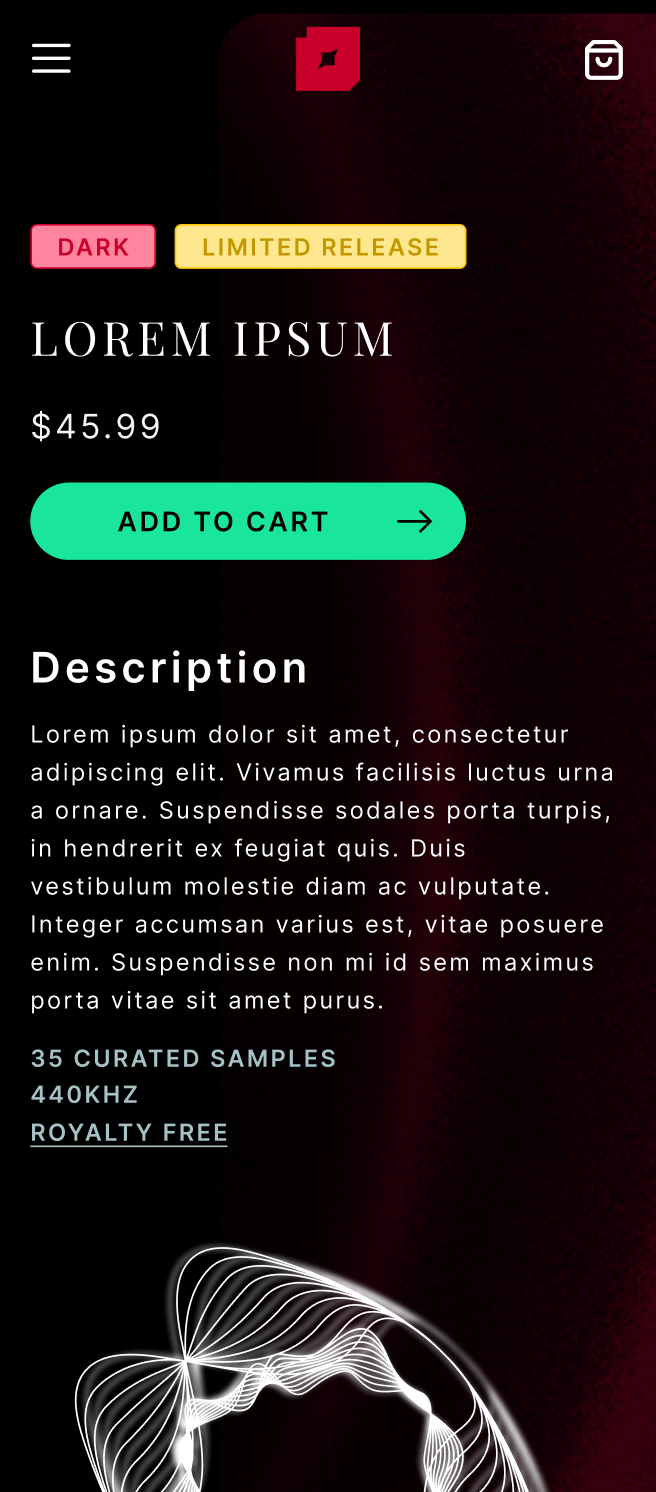 DARK
LIMITED RELEASE
LOREM IPSUM
$45.99
ADD TO CART
Description
Lorem ipsum dolor sit amet, consectetur
adipiscing elit. Vivamus facilisis luctus urna
a ornare. Suspendisse sodales porta turpis,
in hendrerit ex feugiat quis. Duis
vestibulum molestie diam ac vulputate.
Integer accumsan varius est, vitae posuere
enim. Suspendisse non mi id sem maximus
porta vitae sit amet purus.
35 CURATED SAMPLES
440KHZ
ROYALTY FREE